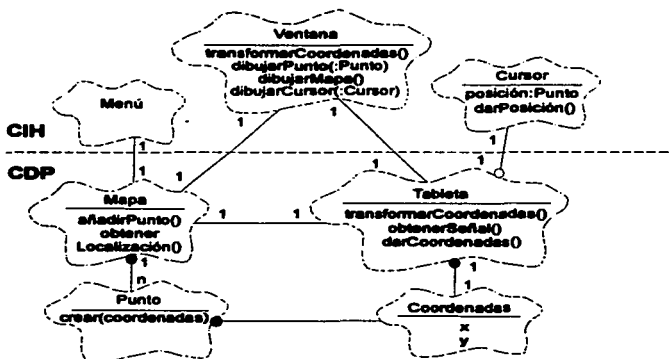 Ventana
transformarCoordenadas()
dibujarPunto(:Punto)
dibujarMapa()
dibujarCursor(:Cursor)
Cursor
posición:Punto
darPosición()
Menú
1
1
1
1
CIH
1
1
1
1
1
CDP
Mapa
añadirPunto()
obtener
Localización()
1
1
Tableta
transformarCoordenadas()
obtenerSeñal()
darCoordenadas()
1
n
1
1
Punto
crear(coordenadas)
Coordenadas
x
y